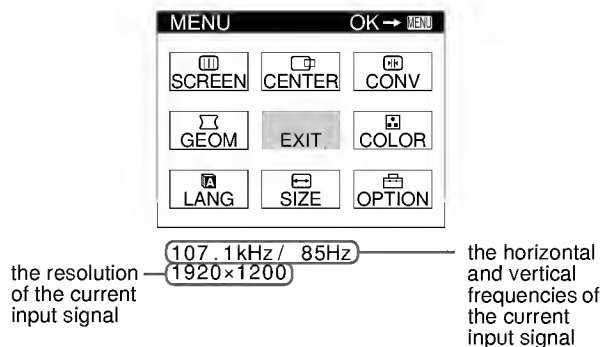 MENU OK→ MENU
SCREEN CENTER CONV
GEOM EXIT COLOR
LANG SIZE OPTION
107.1kHz/ 85Hz
1920×1200
the resolution
of the current
input signal
the horizontal
and vertical
frequencies of
the current
input signal